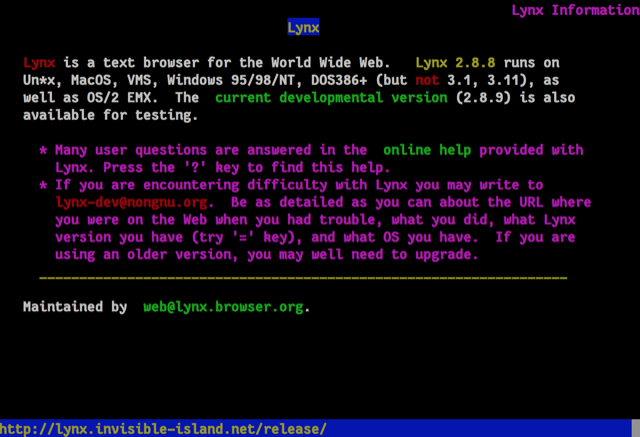 Lynx Information
Lynx
Lynx is a text browser for the World Wide Web. Lynx 2.8.8 runs on
Un*x, MacOS, VMS, Windows 95/98/NT, DOS386+ (but not 3.1, 3.11), as
well as OS/2 EMX. The current developmental version (2.8.9) is also
available for testing.
* Many user questions are answered in the online help provided with
Lynx. Press the '?' key to find this help.
* If you are encountering difficulty with Lynx you may write to
lynx-dev@nongnu.org. Be as detailed as you can about the URL where
you were on the Web when you had trouble, what you did, what Lynx
version you have (try '=' key), and what OS you have. If you are
using an older version, you may well need to upgrade.
Maintained by web@lynx.browser.org.
http://lynx.invisible-island.net/release/